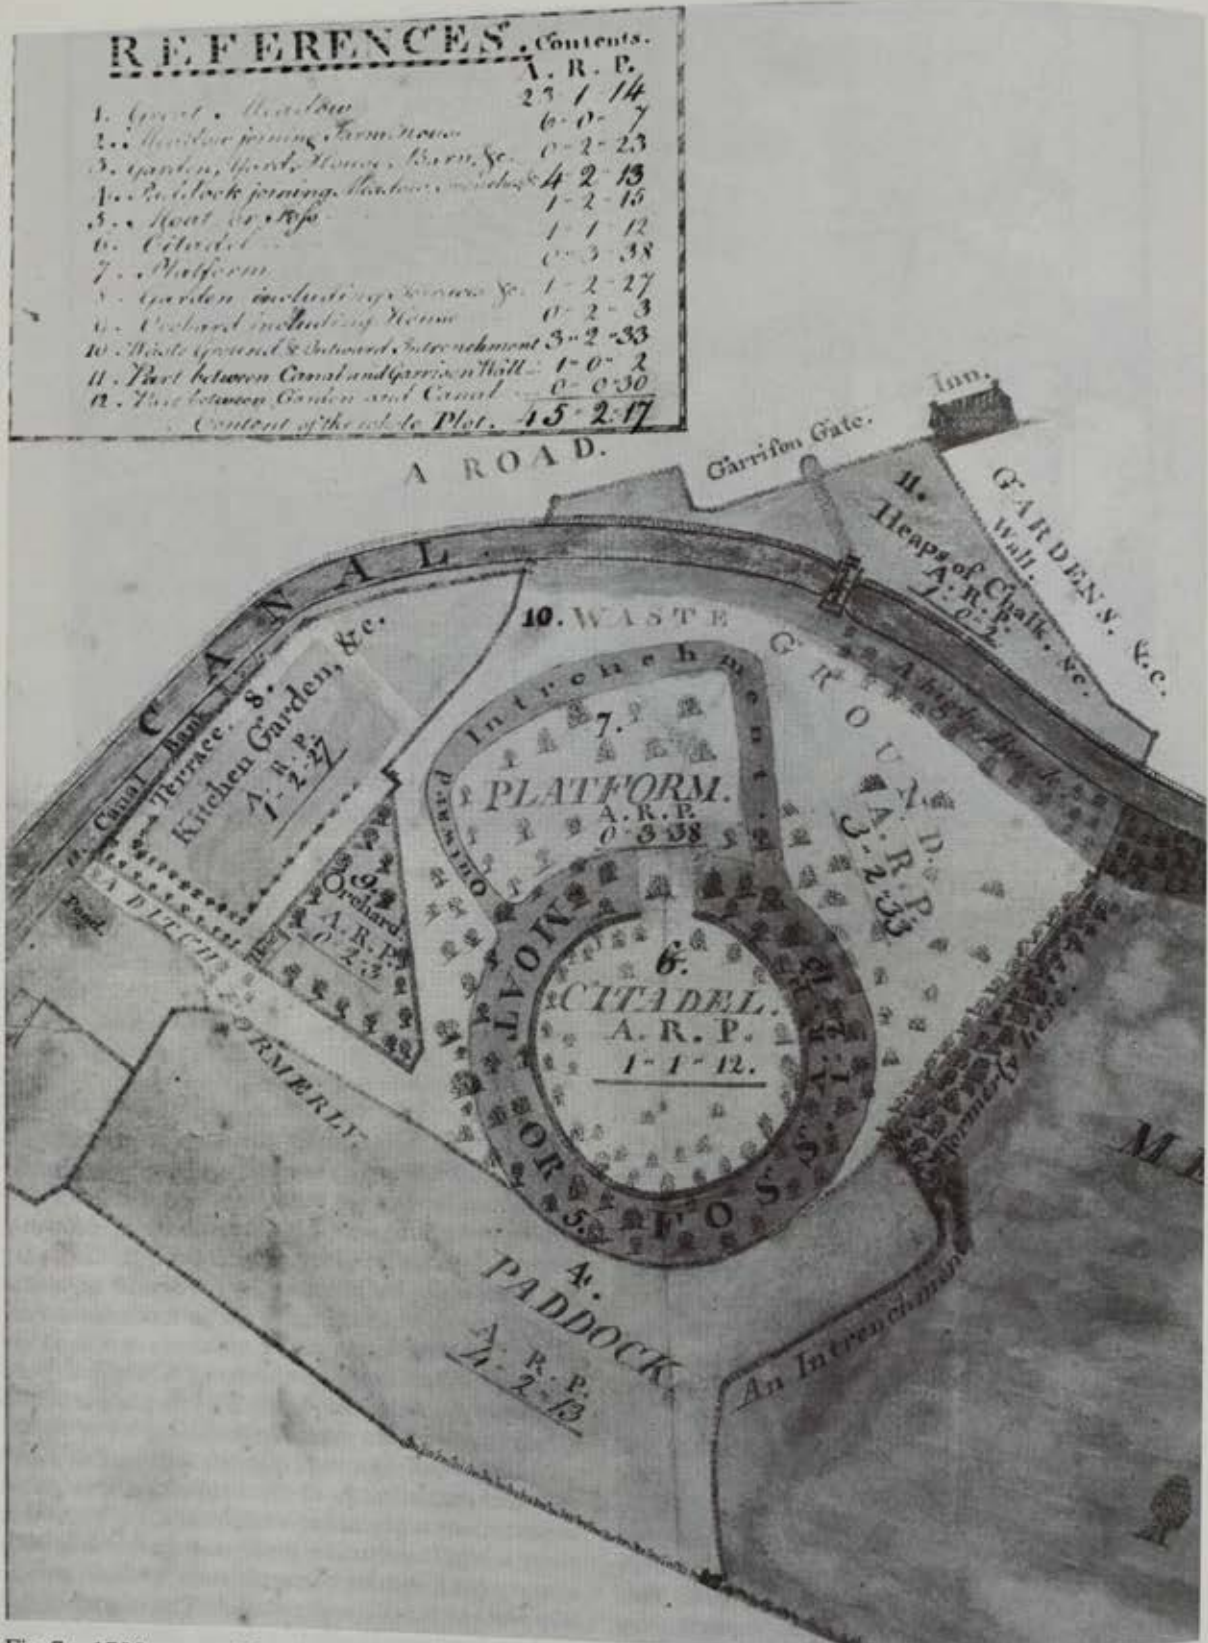 REFERENCES. Contents.
A. R. P.
1. Great Meadow 23-1-14
2. Meadow joining Farm House 6-0-7
3. Garden, Yard, House, Barn, &c. 0-2-23
4. Paddock joining Meadow 4-2-13
5. Moat or Foss 1-2-15
6. Citadel 1-1-12
7. Platform 0-3-38
Garden including Terraces &c. 1-2-27
Orchard including House 0-2-3
10. Waste Ground & Outward Intrenchment 3-2-33
11. Part between Canal and Garrison Wall 1-0-2
12. Part between Garden and Canal 0-0-30
Content of the whole Plot. 45-2-17
A ROAD.
Garrison Gate.
Inn.
GARDENS. &c.
Wall.
11.
Heaps of Chalk, &c.
A. R. P.
1-0-2
CANAL
10. WASTE GROUND.
A. R. P.
3-2-33
A high Bank.
Outward Intrenchment.
7.
PLATFORM.
A. R. P.
0-3-38
Canal Bank
Terrace. 8.
Kitchen Garden, &c.
A. R. P.
1-2-27
9.
Orchard.
A. R. P.
0-2-3
Pond.
A DITCH FORMERLY
6.
CITADEL.
A. R. P.
1-1-12.
MOAT OR FOSS
5.
4.
PADDOCK.
A. R. P.
4-2-13
formerly here.
An Intrenchment
ME